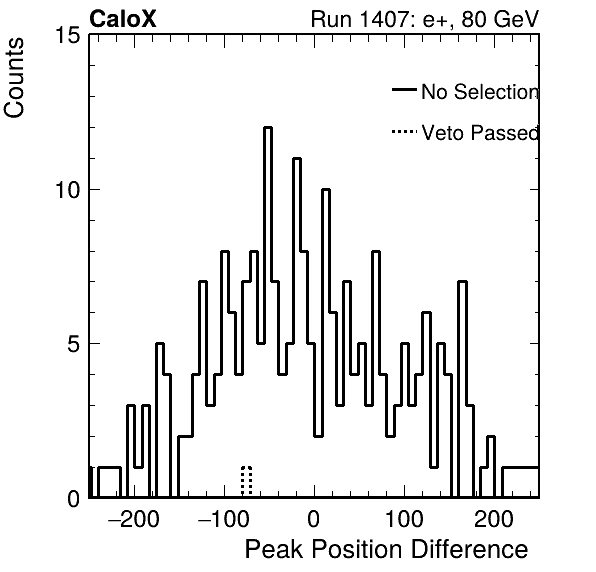 CaloX Run 1407: e+, 80 GeV
Counts
15
10
5
0
No Selection
Veto Passed
−200 −100 0 100 200
Peak Position Difference